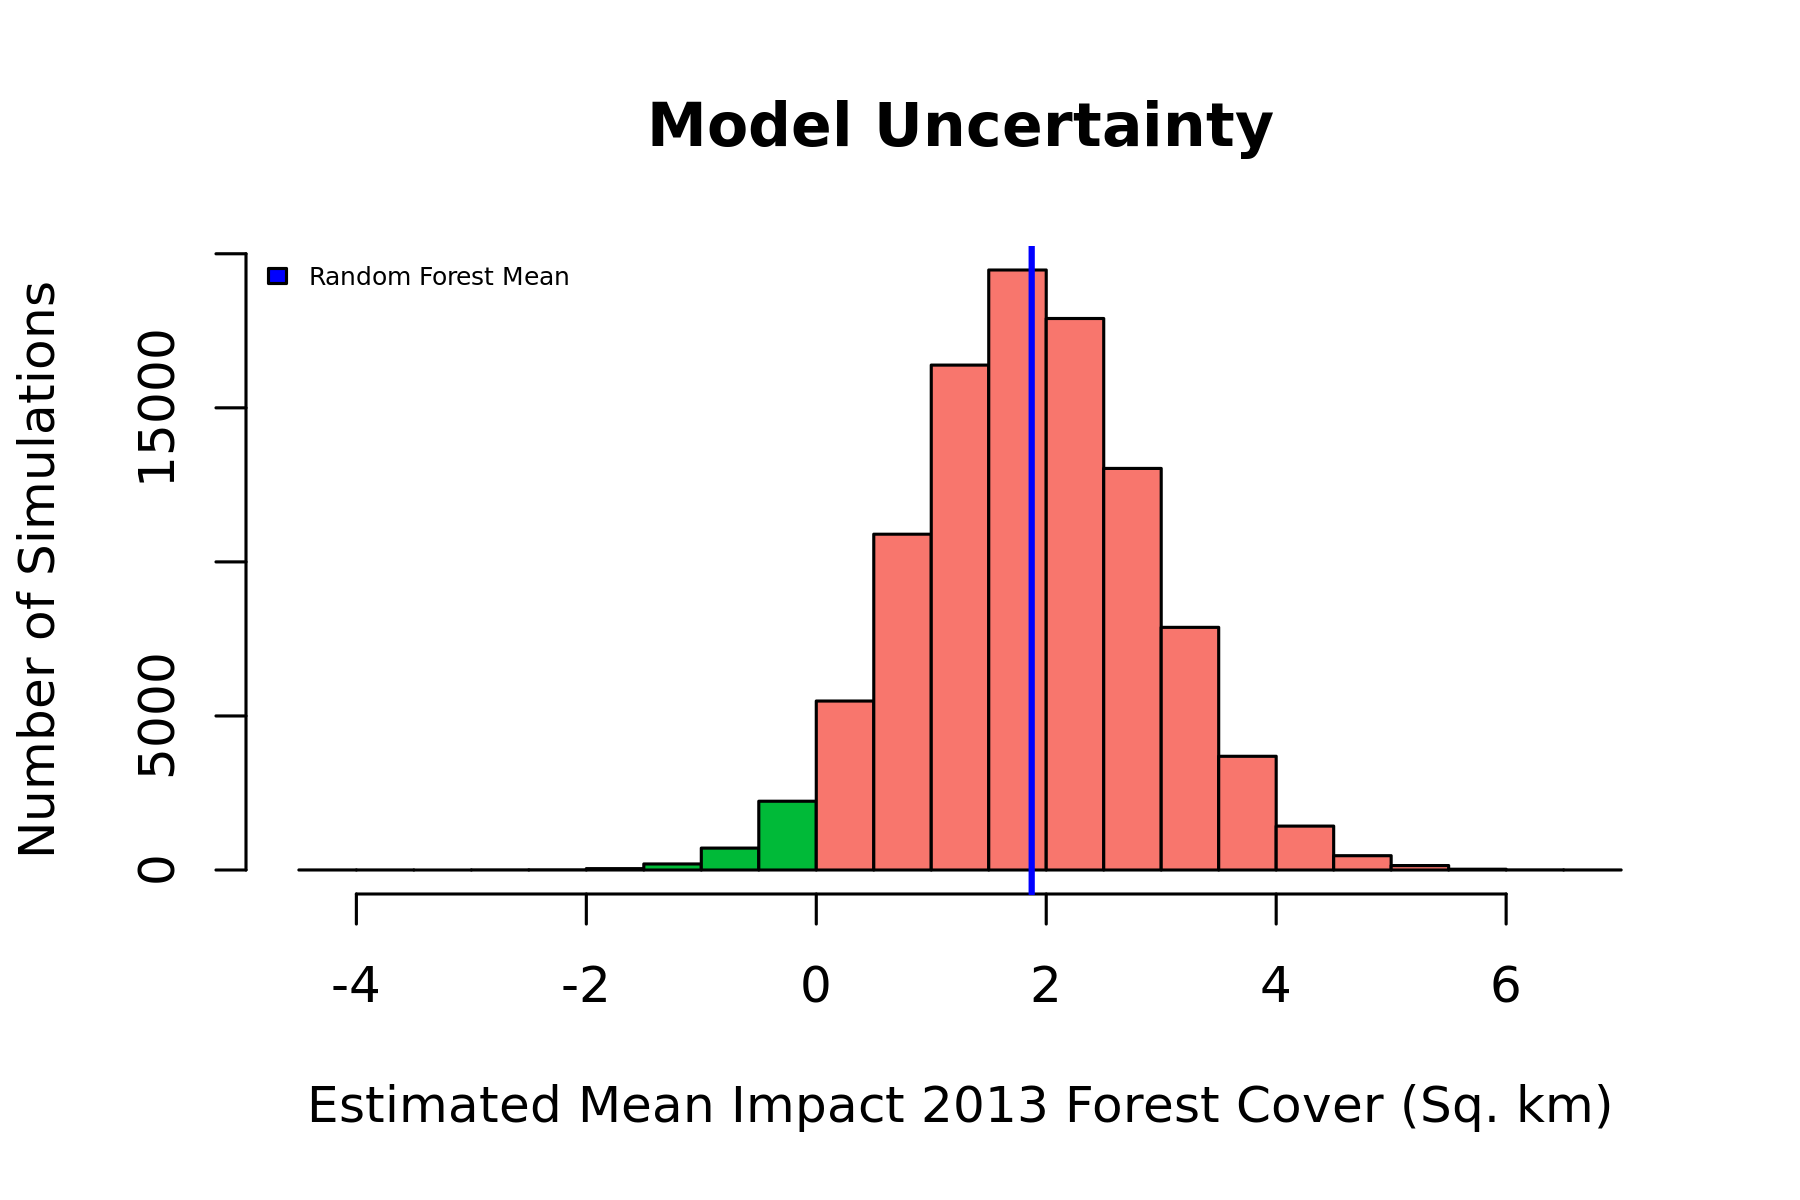 Model Uncertainty
Random Forest Mean
Number of Simulations
0
5000
15000
-4
-2
0
2
4
6
Estimated Mean Impact 2013 Forest Cover (Sq. km)